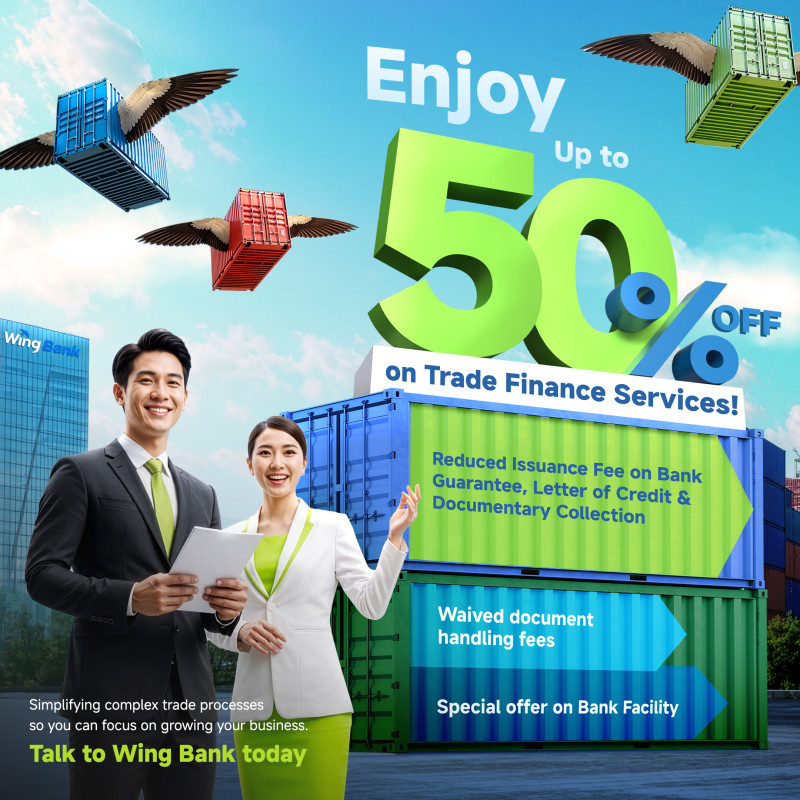 Enjoy
Up to
50% OFF
on Trade Finance Services!
Wing Bank
Reduced Issuance Fee on Bank
Guarantee, Letter of Credit &
Documentary Collection
Waived document
handling fees
Special offer on Bank Facility
Simplifying complex trade processes
so you can focus on growing your business.
Talk to Wing Bank today